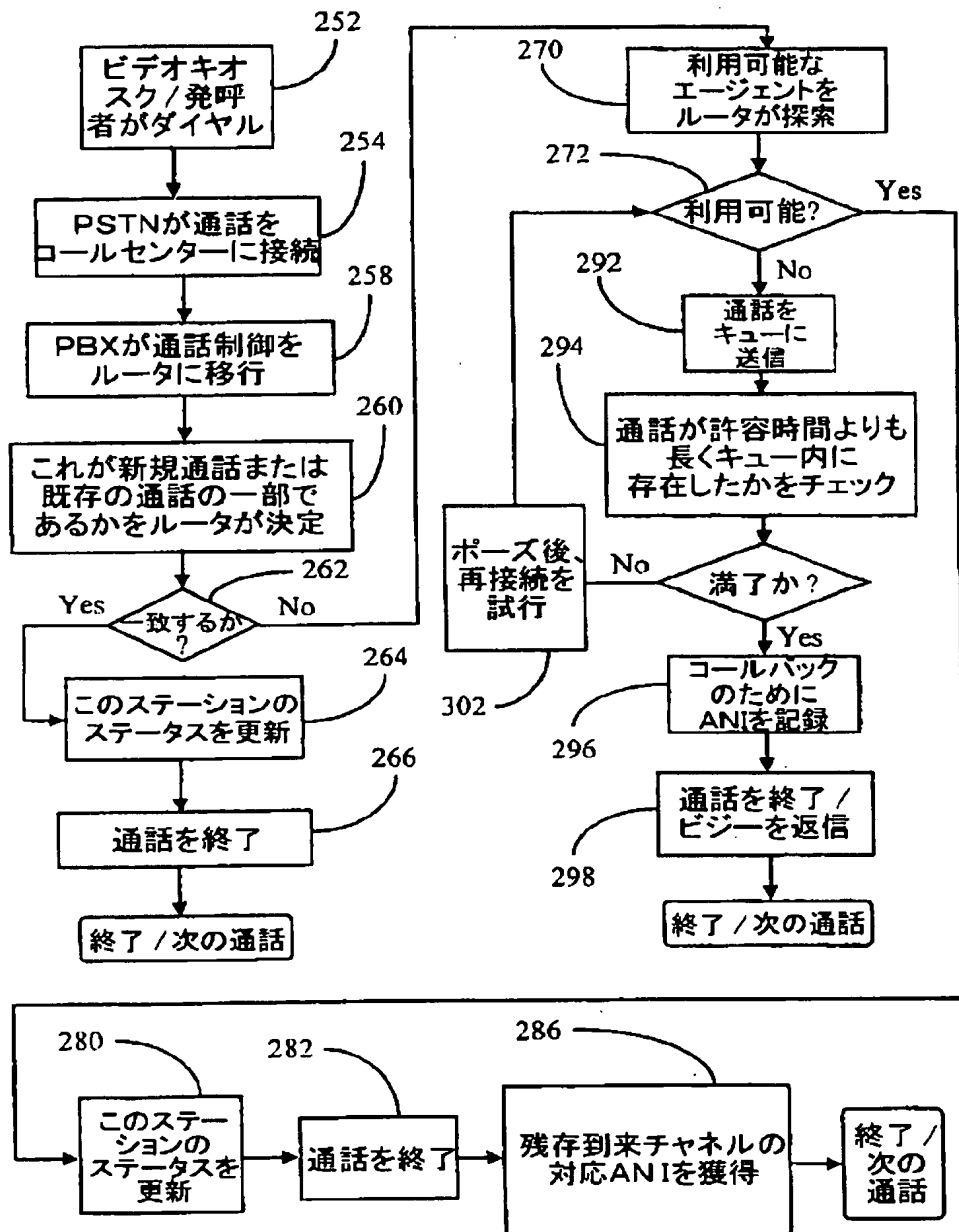 252
ビデオキオ
スク/発呼
者がダイヤル
254
PSTNが通話を
コールセンターに接続
258
PBXが通話制御を
ルータに移行
260
これが新規通話または
既存の通話の一部で
あるかをルータが決定
262
Yes
一致するか
?
No
264
このステーションの
ステータスを更新
266
通話を終了
終了/次の通話
270
利用可能な
エージェントを
ルータが探索
272
利用可能?
Yes
No
292
通話を
キューに
送信
294
通話が許容時間よりも
長くキュー内に
存在したかをチェック
満了か?
No
ポーズ後、
再接続を
試行
302
Yes
コールバック
のために
ANIを記録
296
通話を終了/
ビジーを返信
298
終了/次の通話
280
このステー
ションの
ステータスを
更新
282
通話を終了
286
残存到来チャネルの
対応ANIを獲得
終了/
次の
通話